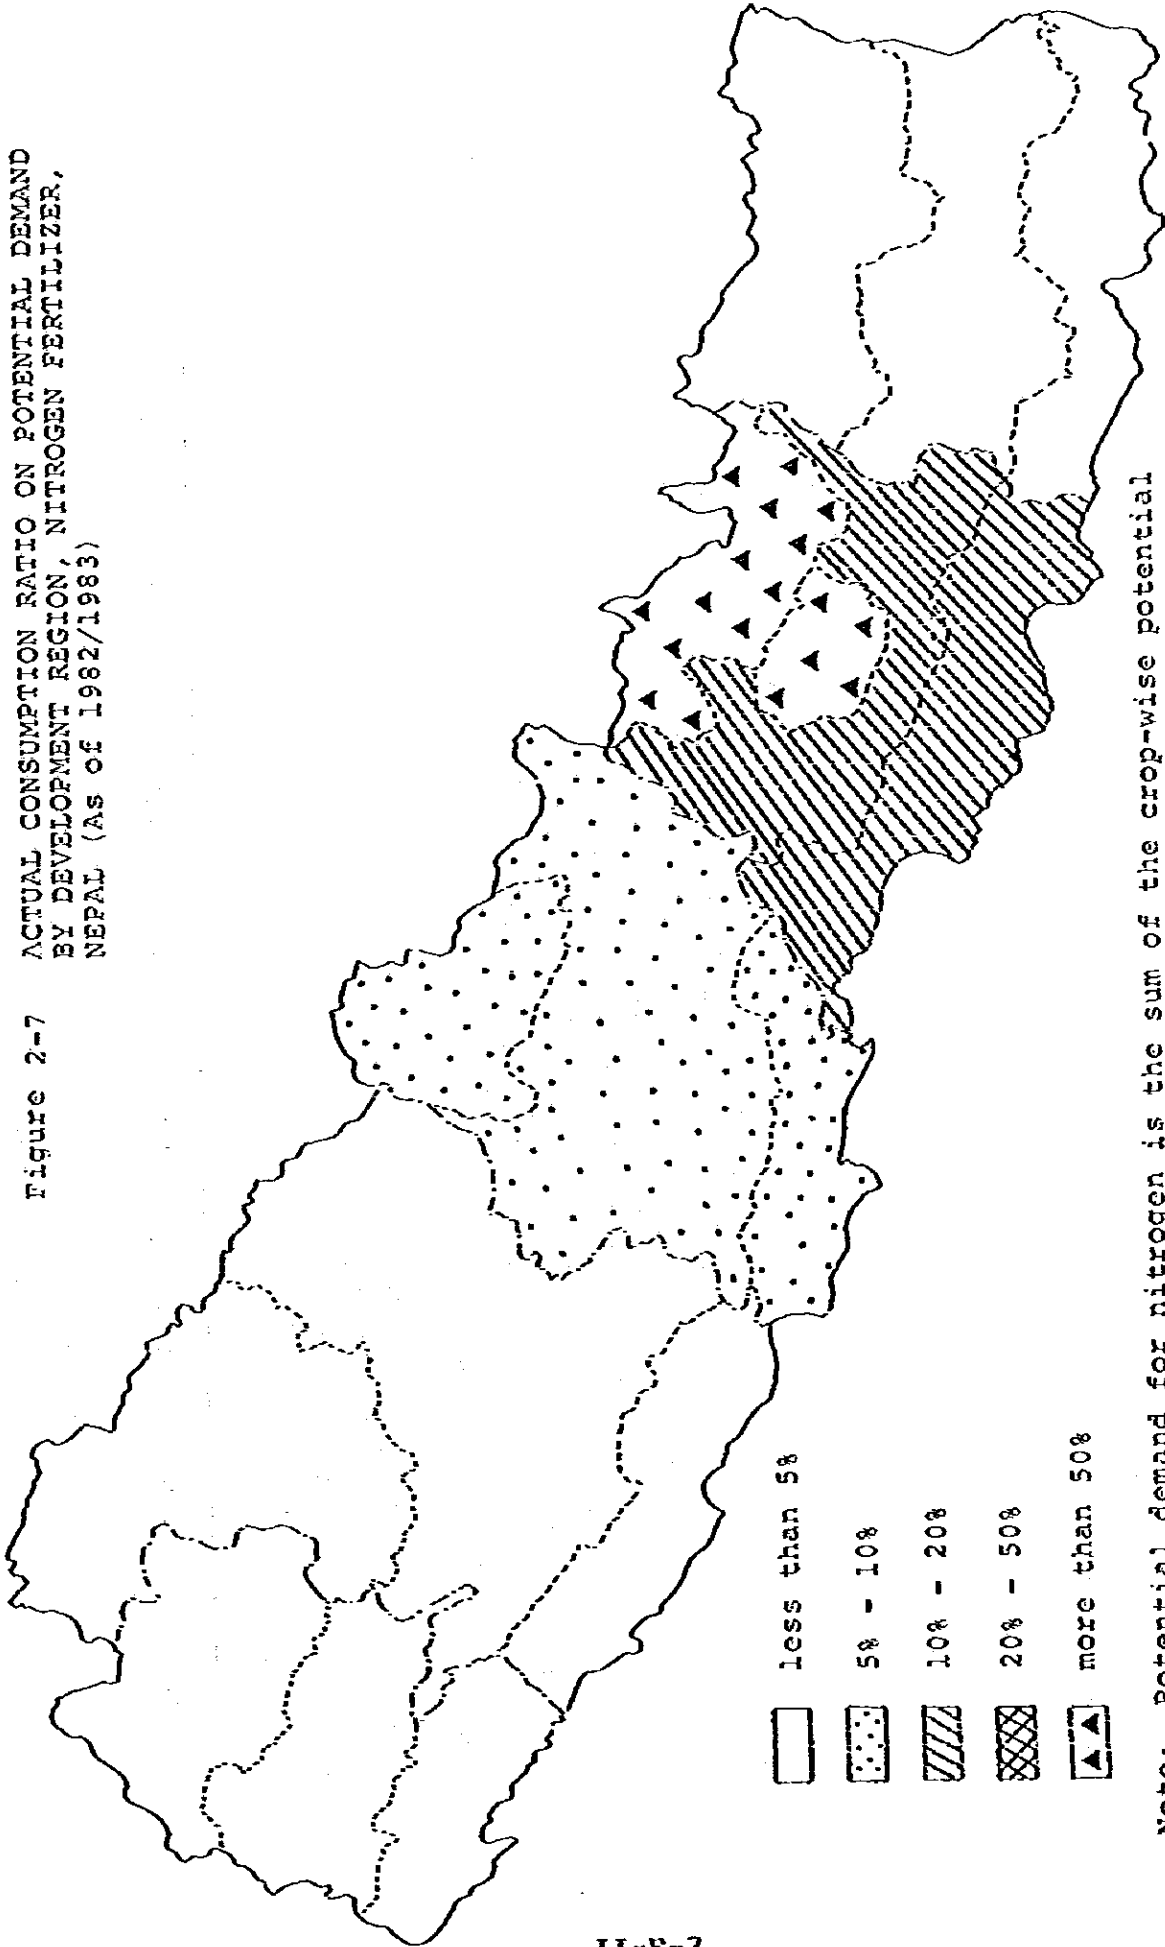 Figure 2-7 ACTUAL CONSUMPTION RATIO ON POTENTIAL DEMAND
BY DEVELOPMENT REGION, NITROGEN FERTILIZER,
NEPAL (As of 1982/1983)
less than 5%
5% - 10%
10% - 20%
20% - 50%
more than 50%
Note: Potential demand for nitrogen is the sum of the crop-wise potential